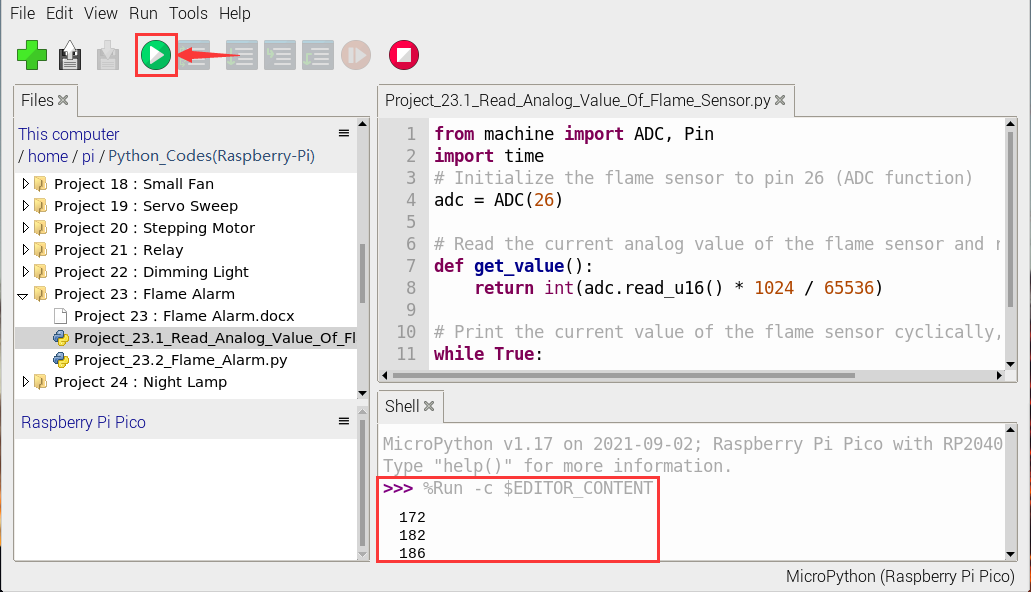 File Edit View Run Tools Help
Files
This computer
/ home / pi / Python_Codes(Raspberry-Pi)
Project 18 : Small Fan
Project 19 : Servo Sweep
Project 20 : Stepping Motor
Project 21 : Relay
Project 22 : Dimming Light
Project 23 : Flame Alarm
Project 23 : Flame Alarm.docx
Project_23.1_Read_Analog_Value_Of_Fl
Project_23.2_Flame_Alarm.py
Project 24 : Night Lamp
Raspberry Pi Pico
Project_23.1_Read_Analog_Value_Of_Flame_Sensor.py
1 from machine import ADC, Pin
2 import time
3 # Initialize the flame sensor to pin 26 (ADC function)
4 adc = ADC(26)
5
6 # Read the current analog value of the flame sensor and
7 def get_value():
8 return int(adc.read_u16() * 1024 / 65536)
9
10 # Print the current value of the flame sensor cyclically,
11 while True:
Shell
MicroPython v1.17 on 2021-09-02; Raspberry Pi Pico with RP2040
Type "help()" for more information.
>>> %Run -c $EDITOR_CONTENT
172
182
186
MicroPython (Raspberry Pi Pico)